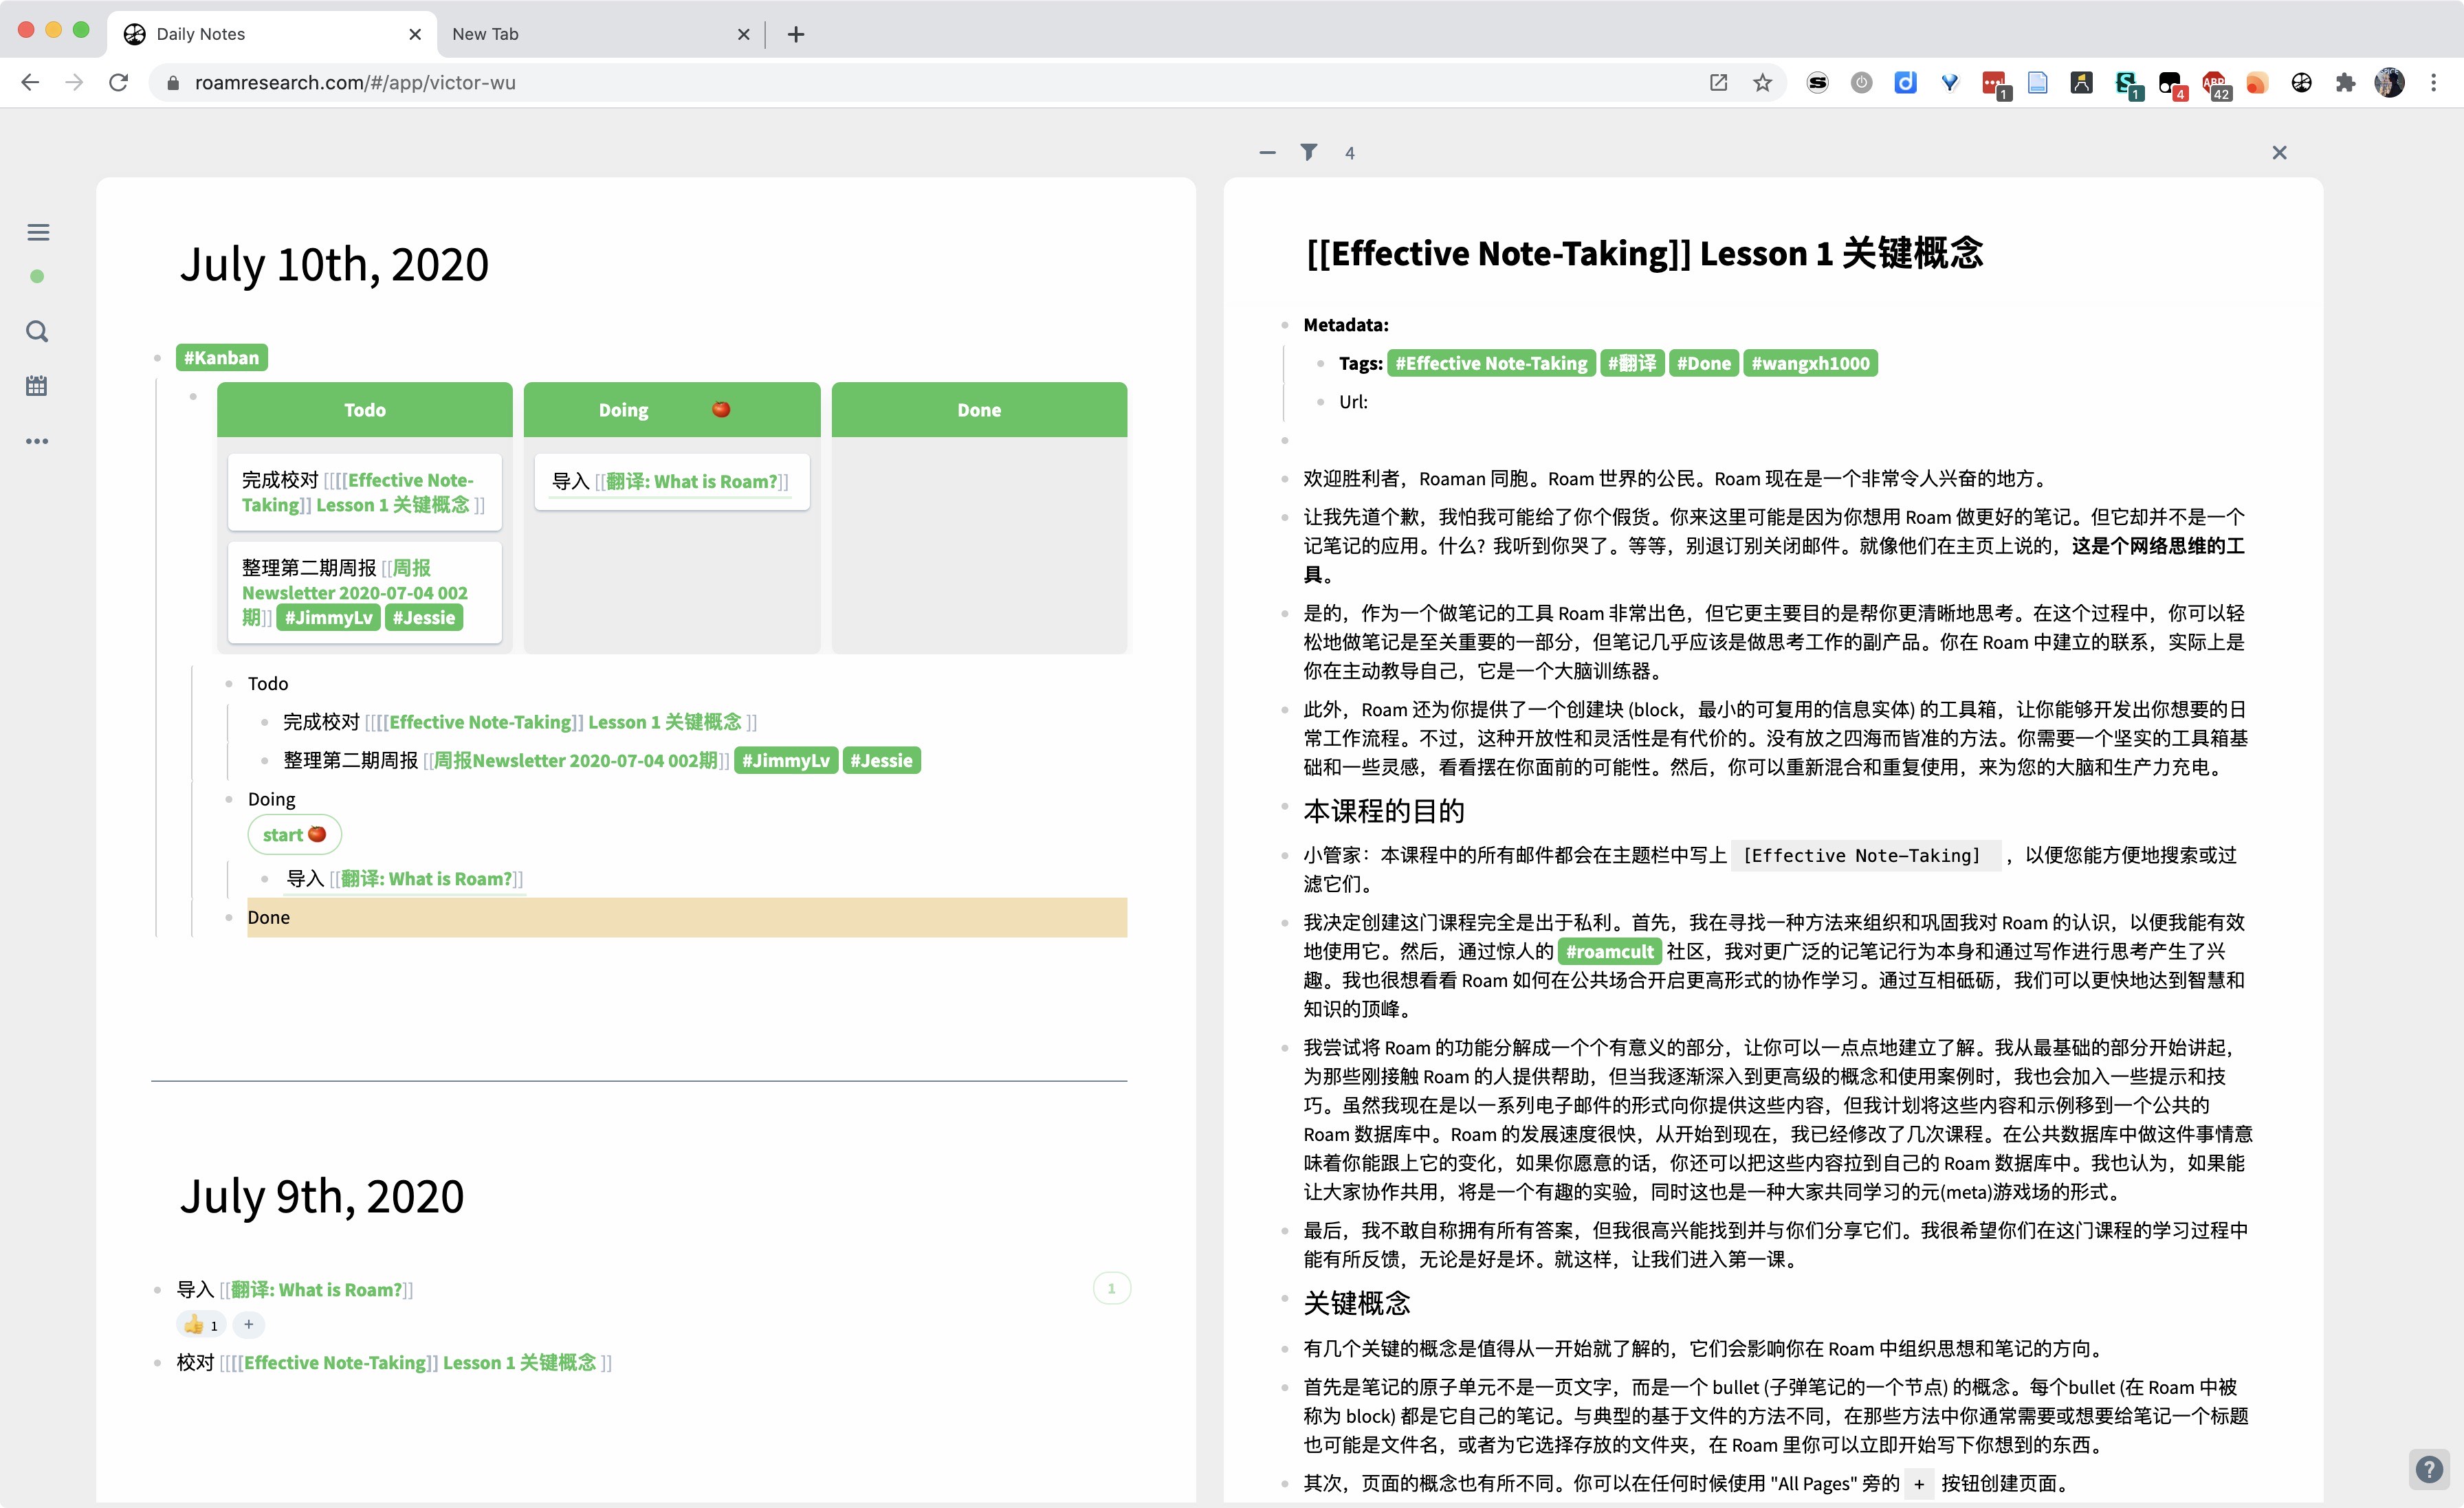 Daily Notes
New Tab
roamresearch.com/#/app/victor-wu
1
1
4
ABP
42
4
July 10th, 2020
#Kanban
Todo
Doing 🍅
Done
完成校对 [[[[Effective Note-
Taking]] Lesson 1 关键概念 ]]
整理第二期周报 [[周报
Newsletter 2020-07-04 002
期]] #JimmyLv #Jessie
导入 [[翻译: What is Roam?]]
Todo
完成校对 [[[[Effective Note-Taking]] Lesson 1 关键概念 ]]
整理第二期周报 [[周报Newsletter 2020-07-04 002期]] #JimmyLv #Jessie
Doing
start 🍅
导入 [[翻译: What is Roam?]]
Done
July 9th, 2020
导入 [[翻译: What is Roam?]]
1
👍 1 +
校对 [[[[Effective Note-Taking]] Lesson 1 关键概念 ]]
[[Effective Note-Taking]] Lesson 1 关键概念
Metadata:
Tags: #Effective Note-Taking #翻译 #Done #wangxh1000
Url:
欢迎胜利者，Roaman 同胞。Roam 世界的公民。Roam 现在是一个非常令人兴奋的地方。
让我先道个歉，我怕我可能给了你个假货。你来这里可能是因为你想用 Roam 做更好的笔记。但它却并不是一个
记笔记的应用。什么？我听到你哭了。等等，别退订别关闭邮件。就像他们在主页上说的，这是个网络思维的工
具。
是的，作为一个做笔记的工具 Roam 非常出色，但它更主要目的是帮你更清晰地思考。在这个过程中，你可以轻
松地做笔记是至关重要的一部分，但笔记几乎应该是做思考工作的副产品。你在 Roam 中建立的联系，实际上是
你在主动教导自己，它是一个大脑训练器。
此外，Roam 还为你提供了一个创建块 (block，最小的可复用的信息实体) 的工具箱，让你能够开发出你想要的日
常工作流程。不过，这种开放性和灵活性是有代价的。没有放之四海而皆准的方法。你需要一个坚实的工具箱基
础和一些灵感，看看摆在你面前的可能性。然后，你可以重新混合和重复使用，来为您的大脑和生产力充电。
本课程的目的
小管家：本课程中的所有邮件都会在主题栏中写上 [Effective Note-Taking] ，以便您能方便地搜索或过
滤它们。
我决定创建这门课程完全是出于私利。首先，我在寻找一种方法来组织和巩固我对 Roam 的认识，以便我能有效
地使用它。然后，通过惊人的 #roamcult 社区，我对更广泛的记笔记行为本身和通过写作进行思考产生了兴
趣。我也很想看看 Roam 如何在公共场合开启更高形式的协作学习。通过互相砥砺，我们可以更快地达到智慧和
知识的顶峰。
我尝试将 Roam 的功能分解成一个个有意义的部分，让你可以一点点地建立了解。我从最基础的部分开始讲起，
为那些刚接触 Roam 的人提供帮助，但当我逐渐深入到更高级的概念和使用案例时，我也会加入一些提示和技
巧。虽然我现在是以一系列电子邮件的形式向你提供这些内容，但我计划将这些内容和示例移到一个公共的
Roam 数据库中。Roam 的发展速度很快，从开始到现在，我已经修改了几次课程。在公共数据库中做这件事情意
味着你能跟上它的变化，如果你愿意的话，你还可以把这些内容拉到自己的 Roam 数据库中。我也认为，如果能
让大家协作共用，将是一个有趣的实验，同时这也是一种大家共同学习的元(meta)游戏场的形式。
最后，我不敢自称拥有所有答案，但我很高兴能找到并与你们分享它们。我很希望你们在这门课程的学习过程中
能有所反馈，无论是好是坏。就这样，让我们进入第一课。
关键概念
有几个关键的概念是值得从一开始就了解的，它们会影响你在 Roam 中组织思想和笔记的方向。
首先是笔记的原子单元不是一页文字，而是一个 bullet (子弹笔记的一个节点) 的概念。每个bullet (在 Roam 中被
称为 block) 都是它自己的笔记。与典型的基于文件的方法不同，在那些方法中你通常需要或想要给笔记一个标题
也可能是文件名，或者为它选择存放的文件夹，在 Roam 里你可以立即开始写下你想到的东西。
其次，页面的概念也有所不同。你可以在任何时候使用 "All Pages" 旁的 + 按钮创建页面。